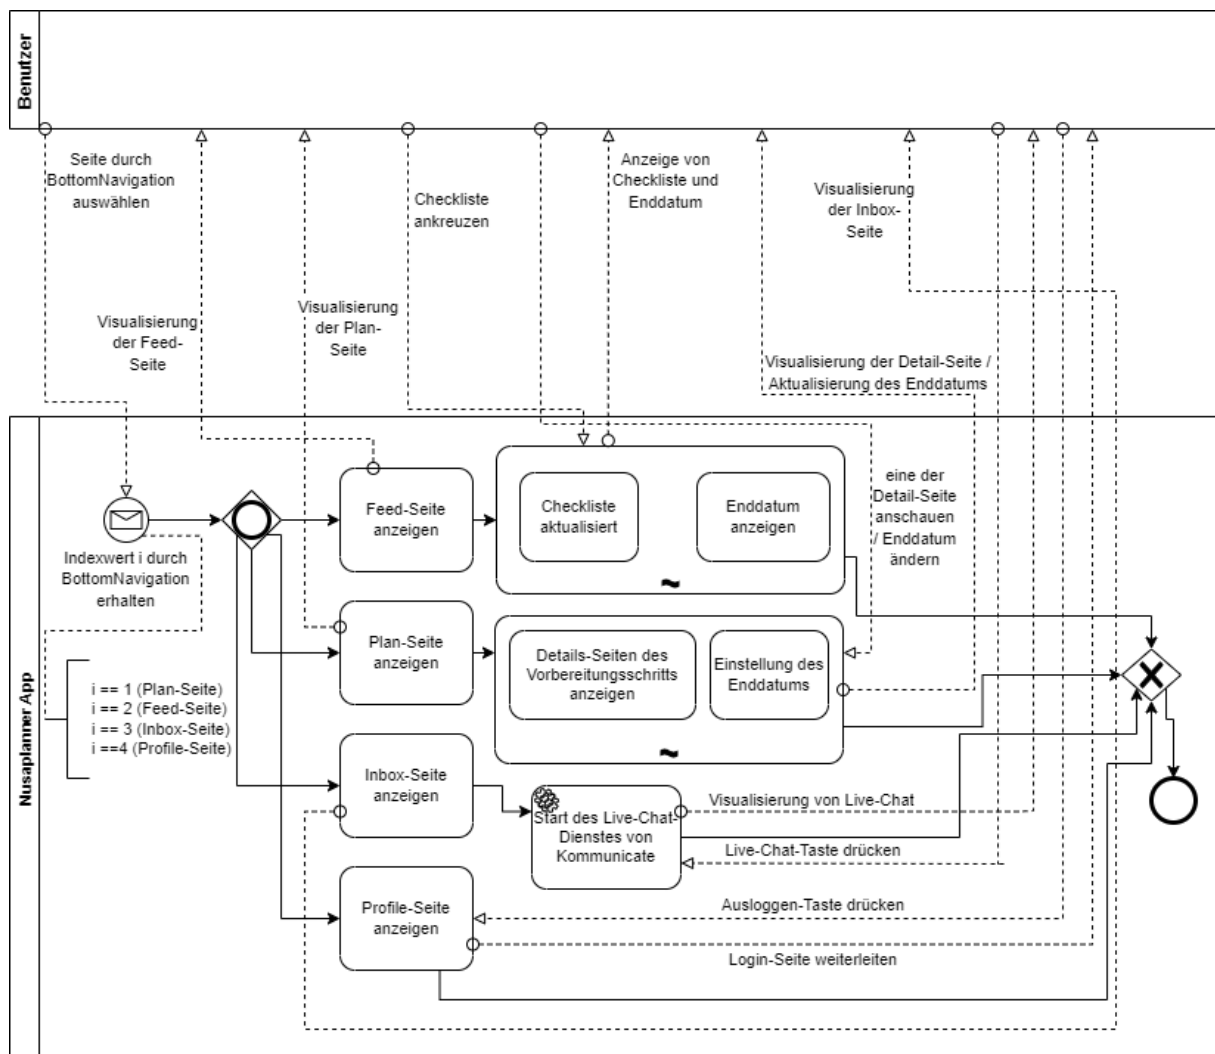 Benutzer
Seite durch
BottomNavigation
auswählen
Anzeige von
Checkliste und
Enddatum
Visualisierung
der Inbox-
Seite
Checkliste
ankreuzen
Visualisierung
der Feed-
Seite
Visualisierung
der Plan-
Seite
Visualisierung der Detail-Seite /
Aktualisierung des Enddatums
Nusaplanner App
Indexwert i durch
BottomNavigation
erhalten
i == 1 (Plan-Seite)
i == 2 (Feed-Seite)
i == 3 (Inbox-Seite)
i ==4 (Profile-Seite)
Feed-Seite
anzeigen
Checkliste
aktualisiert
Enddatum
anzeigen
eine der
Detail-Seite
anschauen
/ Enddatum
ändern
Plan-Seite
anzeigen
Details-Seiten des
Vorbereitungsschritts
anzeigen
Einstellung des
Enddatums
Inbox-Seite
anzeigen
Start des Live-Chat-
Dienstes von
Kommunicate
Visualisierung von Live-Chat
Live-Chat-Taste drücken
Profile-Seite
anzeigen
Ausloggen-Taste drücken
Login-Seite weiterleiten